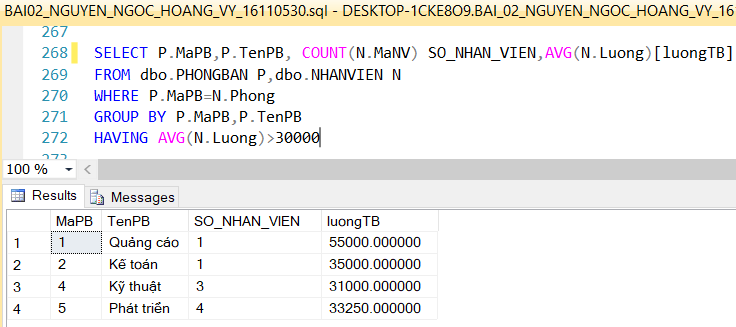 BAI02_NGUYEN_NGOC_HOANG_VY_16110530.sql - DESKTOP-1CKE8O9.BAI_02_NGUYEN_NGOC_HOANG_VY_16
267
268 SELECT P.MaPB,P.TenPB, COUNT(N.MaNV) SO_NHAN_VIEN,AVG(N.Luong)[luongTB]
269 FROM dbo.PHONGBAN P,dbo.NHANVIEN N
270 WHERE P.MaPB=N.Phong
271 GROUP BY P.MaPB,P.TenPB
272 HAVING AVG(N.Luong)>30000
100 %
Results Messages
MaPB TenPB SO_NHAN_VIEN luongTB
1 1 Quảng cáo 1 55000.000000
2 2 Kế toán 1 35000.000000
3 4 Kỹ thuật 3 31000.000000
4 5 Phát triển 4 33250.000000